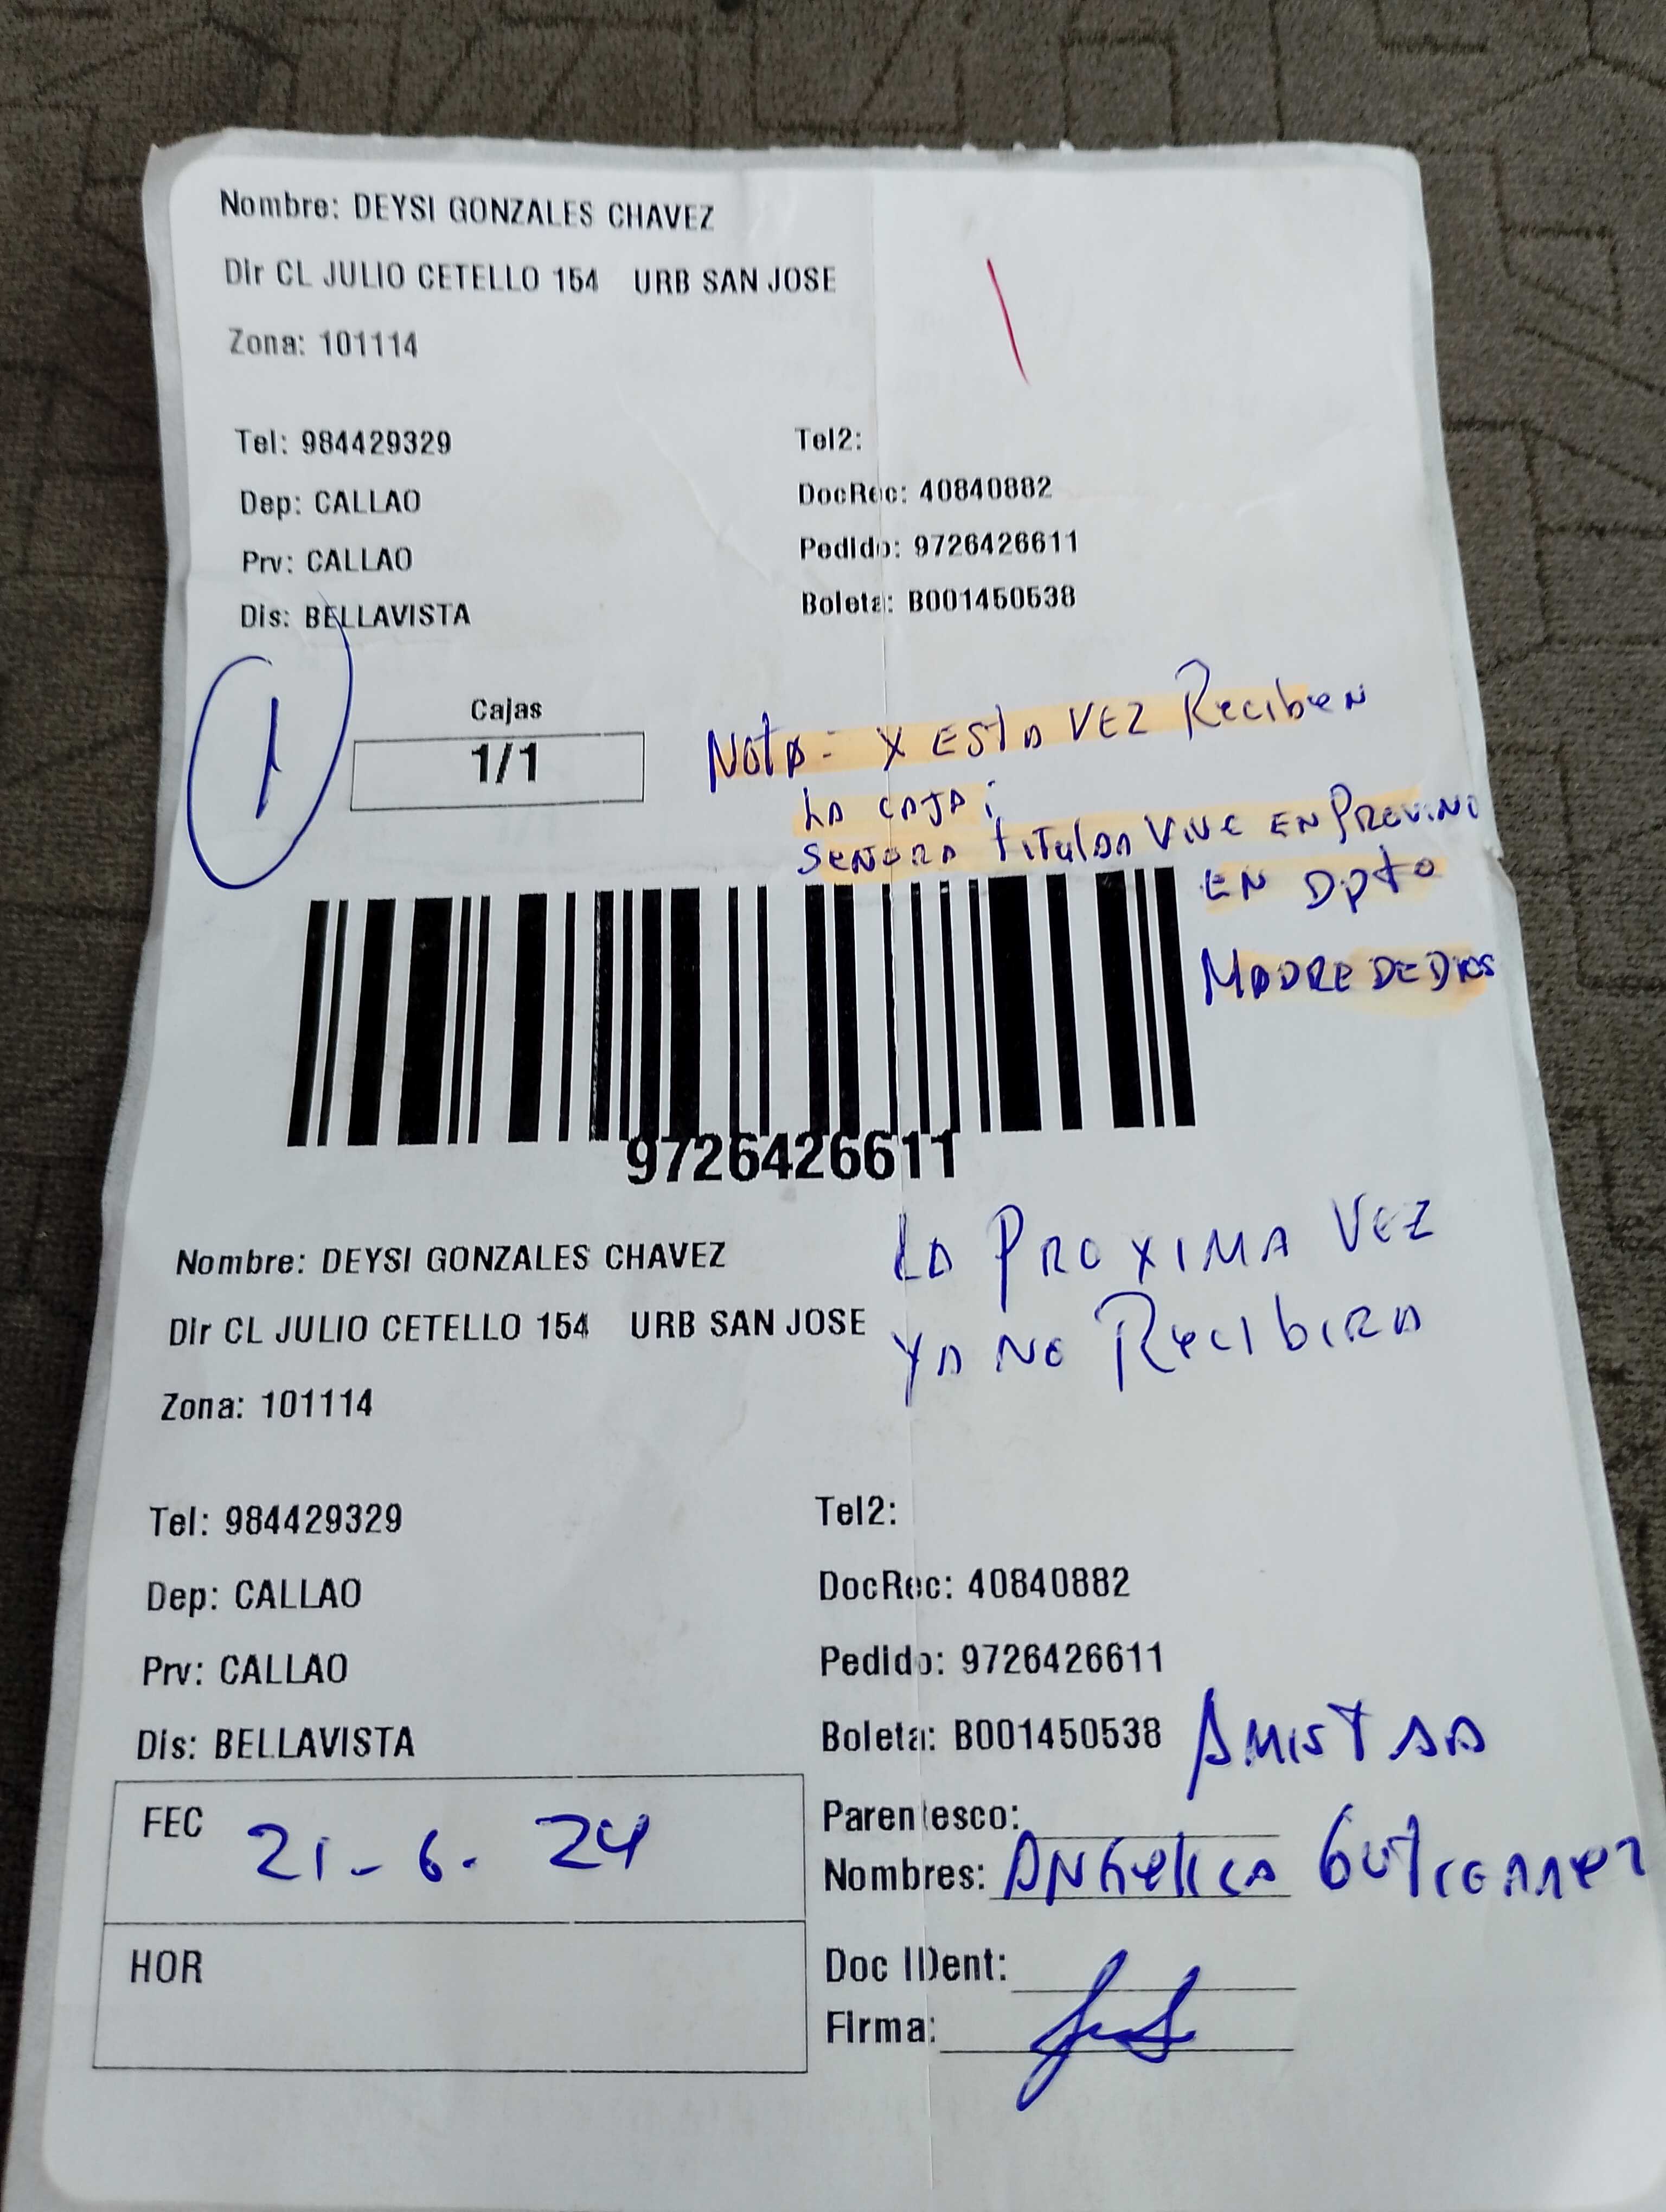 Nombre: DEYSI GONZALES CHAVEZ
Dir CL JULIO CETELLO 154 URB SAN JOSE
Zona: 101114
Tel: 984429329 Tel2:
Dep: CALLAO DocRec: 40840882
Prv: CALLAO Pedido: 9726426611
Dis: BELLAVISTA Boleta: B001450538
1
Cajas
1/1
Nota: X ESTA VEZ Reciben
LA CAJA;
SEÑORA titular VIVE EN
EN Dpto
MADRE DE DIOS
9726426611
LA PROXIMA VEZ
YA NO Recibira
Nombre: DEYSI GONZALES CHAVEZ
Dir CL JULIO CETELLO 154 URB SAN JOSE
Zona: 101114
Tel: 984429329 Tel2:
Dep: CALLAO DocRec: 40840882
Prv: CALLAO Pedido: 9726426611
Dis: BELLAVISTA Boleta: B001450538
AMISTAD
FEC 21-6-24
Parentesco:
Nombres: ANGELICA
HOR
Doc IDent:
Firma: